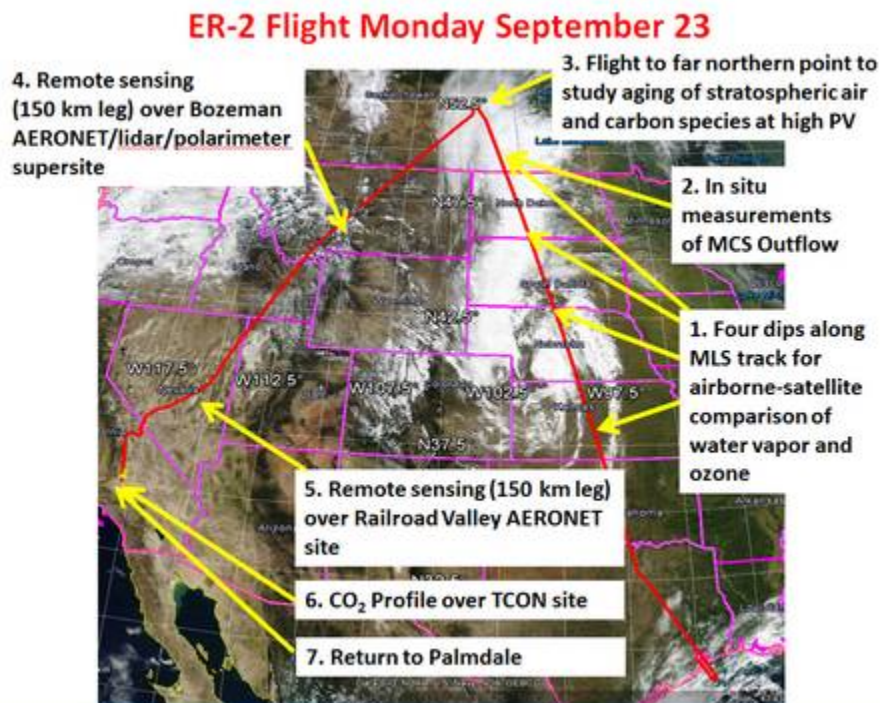 ER-2 Flight Monday September 23
4. Remote sensing
(150 km leg) over Bozeman
AERONET/lidar/polarimeter
supersite
3. Flight to far northern point to
study aging of stratospheric air
and carbon species at high PV
N52.5°
2. In situ
measurements
of MCS Outflow
N47.5°
North Dakota
South Dakota
N42.5°
Nebraska
1. Four dips along
MLS track for
airborne-satellite
comparison of
water vapor and
ozone
W117.5°
W112.5°
W107.5°
W102.5°
W97.5°
N37.5°
5. Remote sensing (150 km leg)
over Railroad Valley AERONET
site
6. CO₂ Profile over TCON site
7. Return to Palmdale